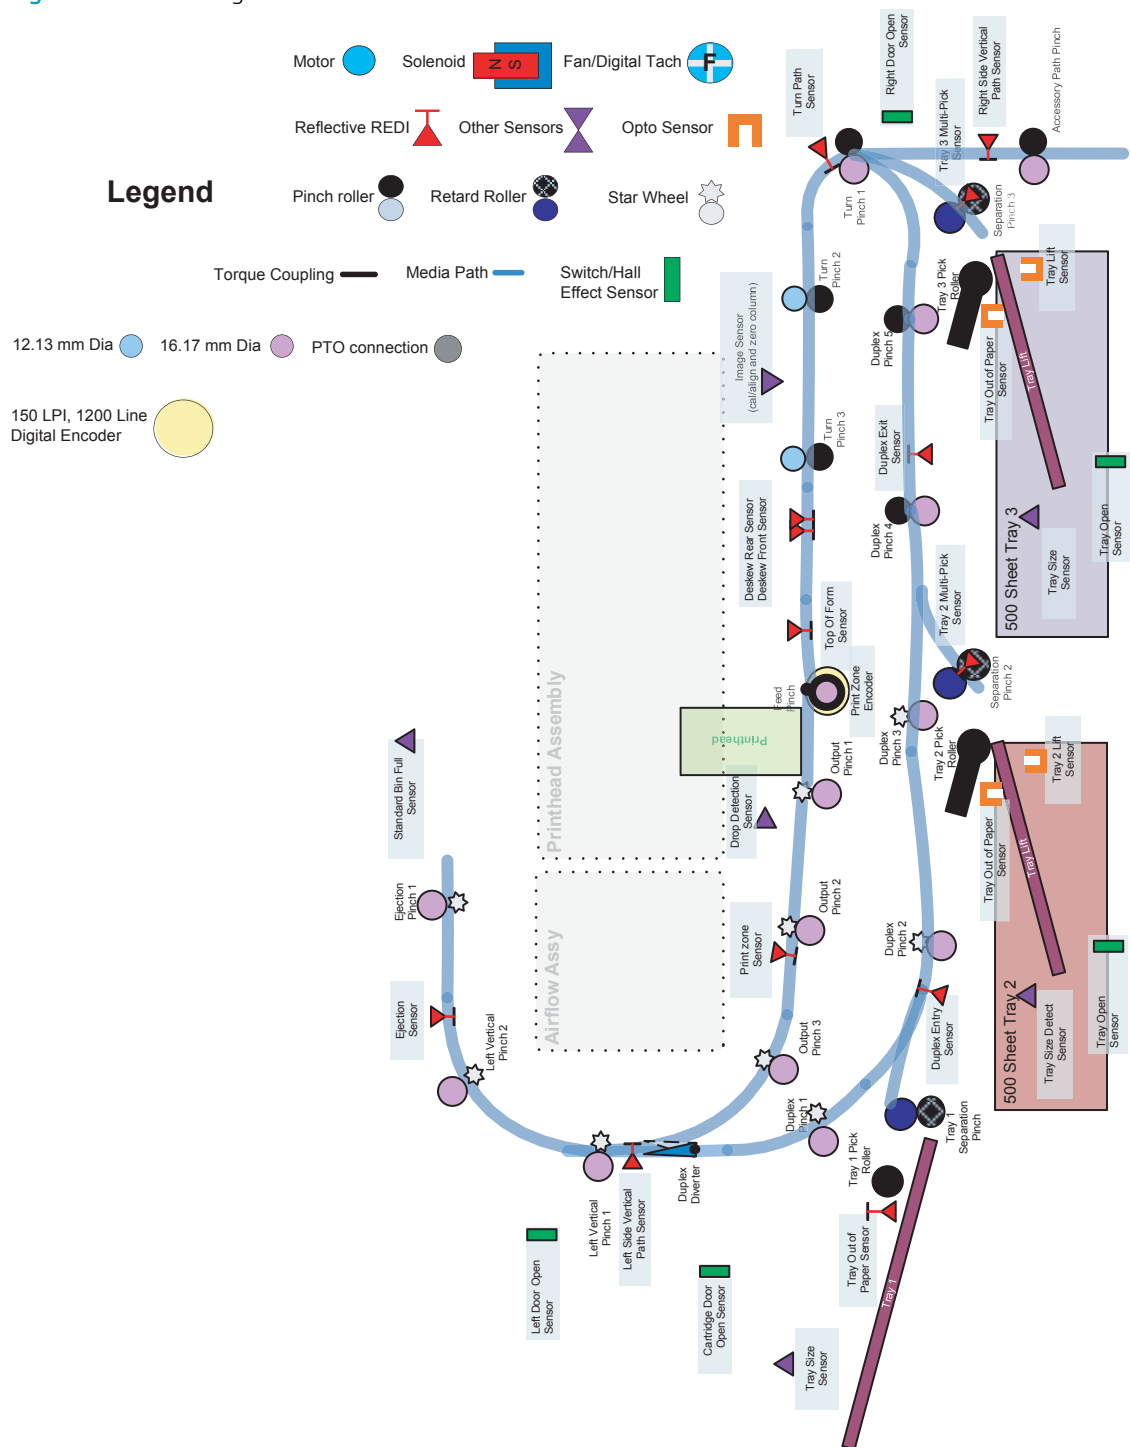 Motor
Solenoid
N S
Fan/Digital Tach
F
Reflective REDI
Other Sensors
Opto Sensor
Legend
Pinch roller
Retard Roller
Star Wheel
Torque Coupling
Media Path
Switch/Hall
Effect Sensor
12.13 mm Dia
16.17 mm Dia
PTO connection
150 LPI, 1200 Line
Digital Encoder
Turn Path
Sensor
Right Door Open
Sensor
Tray 3 Multi-Pick
Sensor
Right Side Vertical
Path Sensor
Accessory Path Pinch
Turn
Pinch 1
Separation
Pinch 3
Turn
Pinch 2
Image Sensor
(cal/align and zero column)
Duplex
Pinch 5
Tray 3 Pick
Roller
Tray Lift
Sensor
Tray Out of Paper
Sensor
Tray Lift
Turn
Pinch 3
Duplex Exit
Sensor
Deskew Rear Sensor
Deskew Front Sensor
Duplex
Pinch 4
500 Sheet Tray 3
Tray Size
Sensor
Tray Open
Sensor
Top Of Form
Sensor
Tray 2 Multi-Pick
Sensor
Separation
Pinch 2
Feed
Pinch
Print Zone
Encoder
Printhead Assembly
Printhead
Output
Pinch 1
Duplex
Pinch 3
Tray 2 Pick
Roller
Tray 2 Lift
Sensor
Tray Out of Paper
Sensor
Tray Lift
Standard Bin Full
Sensor
Drop Detection
Sensor
Ejection
Pinch 1
Output
Pinch 2
Duplex
Pinch 2
Airflow Assy
Print zone
Sensor
Ejection
Sensor
Left Vertical
Pinch 2
Output
Pinch 3
Duplex Entry
Sensor
500 Sheet Tray 2
Tray Size Detect
Sensor
Tray Open
Sensor
Duplex
Pinch 1
Tray 1
Separation
Pinch
Left Vertical
Pinch 1
Left Side Vertical
Path Sensor
Duplex
Diverter
Tray 1 Pick
Roller
Tray Out of
Paper Sensor
Tray 1
Left Door Open
Sensor
Cartridge Door
Open Sensor
Tray Size
Sensor